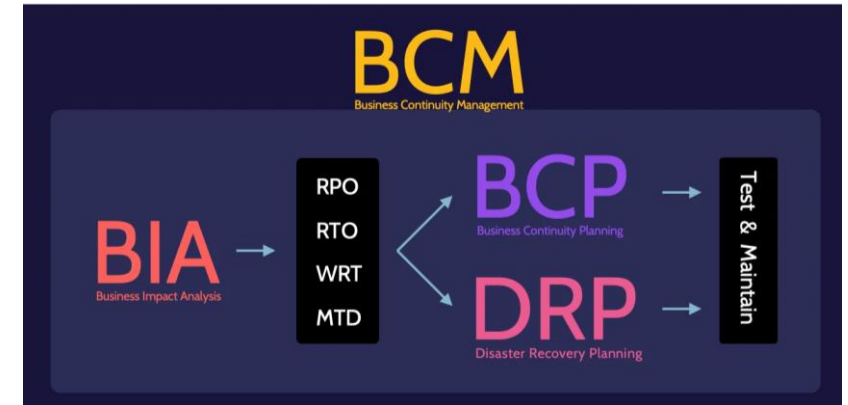 BCM
Business Continuity Management
BIA
Business Impact Analysis
RPO
RTO
WRT
MTD
BCP
Business Continuity Planning
DRP
Disaster Recovery Planning
Test & Maintain